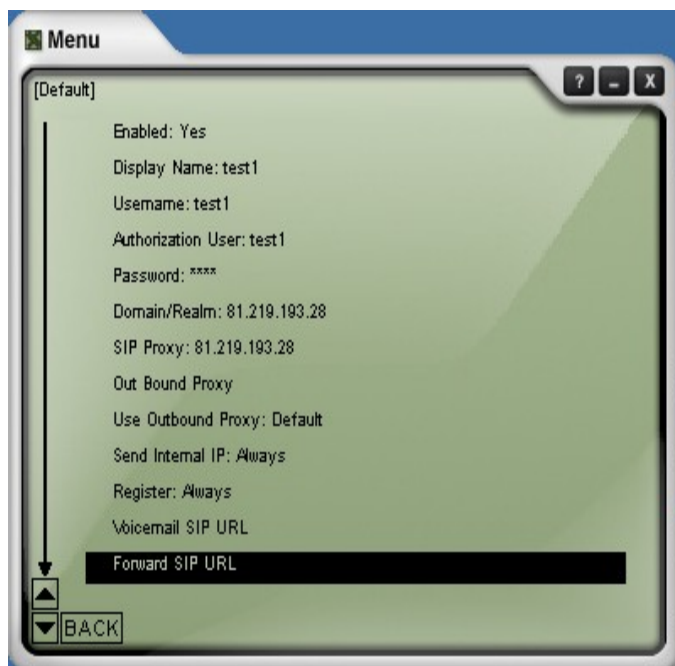 Menu
? - X
[Default]
Enabled: Yes
Display Name: test1
Username: test1
Authorization User: test1
Password: ****
Domain/Realm: 81.219.193.28
SIP Proxy: 81.219.193.28
Out Bound Proxy
Use Outbound Proxy: Default
Send Internal IP: Always
Register: Always
Voicemail SIP URL
Forward SIP URL
BACK